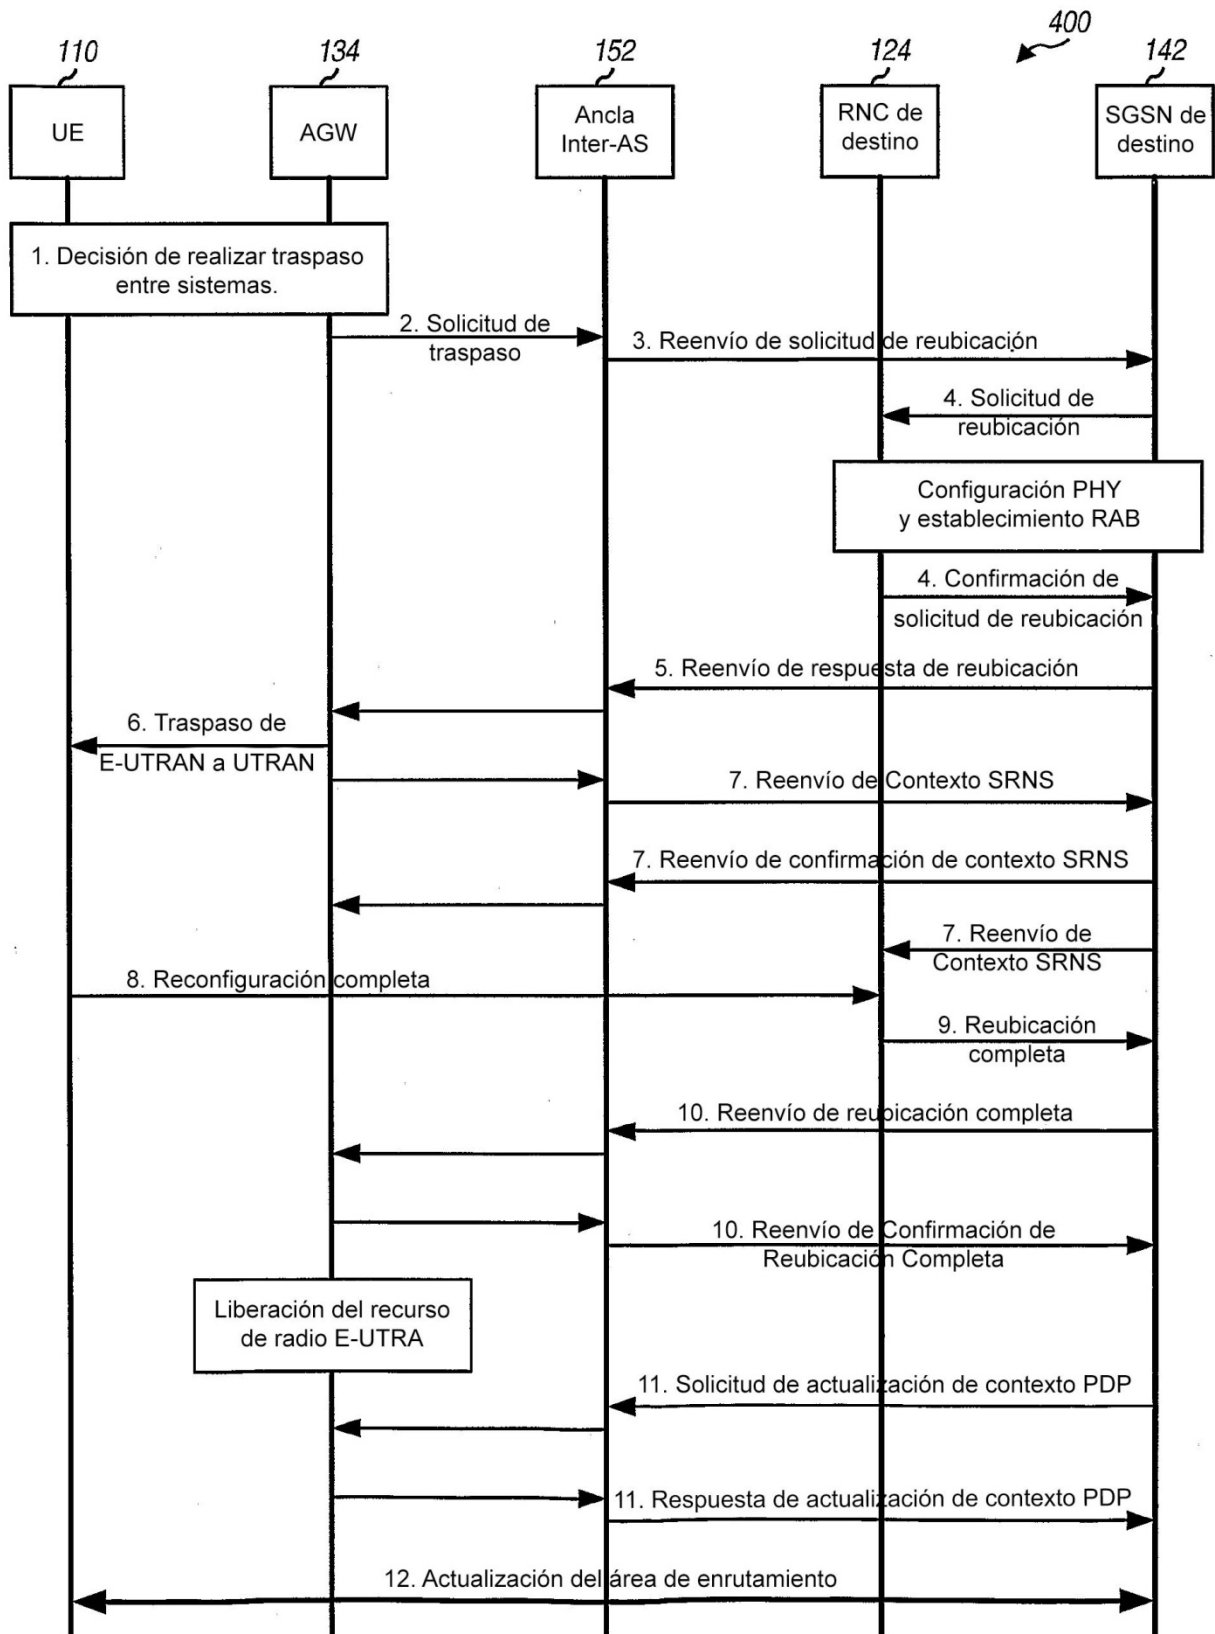 400
110
134
152
124
142
UE
AGW
Ancla
Inter-AS
RNC de
destino
SGSN de
destino
1. Decisión de realizar traspaso
entre sistemas.
2. Solicitud de
traspaso
3. Reenvío de solicitud de reubicación
4. Solicitud de
reubicación
Configuración PHY
y establecimiento RAB
4. Confirmación de
solicitud de reubicación
5. Reenvío de respuesta de reubicación
6. Traspaso de
E-UTRAN a UTRAN
7. Reenvío de Contexto SRNS
7. Reenvío de confirmación de contexto SRNS
7. Reenvío de
Contexto SRNS
8. Reconfiguración completa
9. Reubicación
completa
10. Reenvío de reubicación completa
10. Reenvío de Confirmación de
Reubicación Completa
Liberación del recurso
de radio E-UTRA
11. Solicitud de actualización de contexto PDP
11. Respuesta de actualización de contexto PDP
12. Actualización del área de enrutamiento